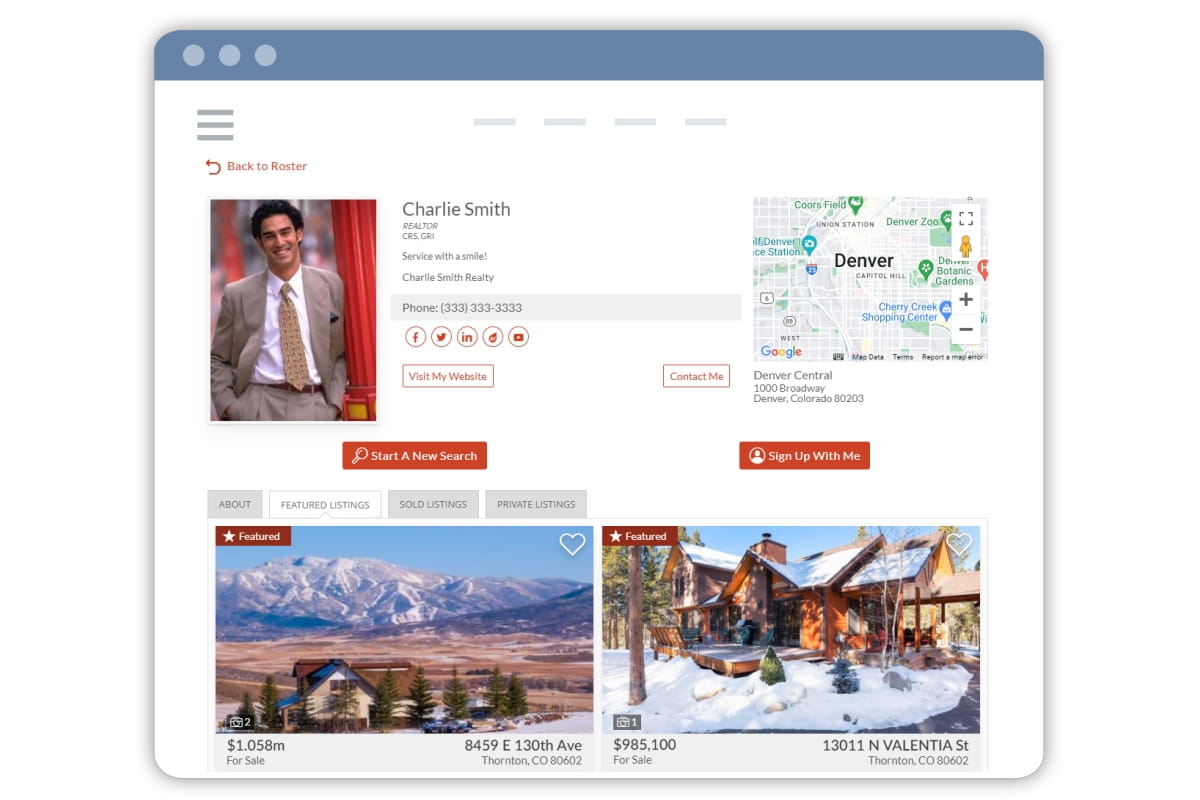 Back to Roster
Charlie Smith
REALTOR
CRS, GRI
Service with a smile!
Charlie Smith Realty
Phone: (333) 333-3333
Visit My Website
Contact Me
Coors Field
UNION STATION
Denver Zoo
Denver
CAPITOL HILL
Botanic
Gardens
25
6
Cherry Creek
Shopping Center
88
WEST
Google
Map Data
Terms
Report a map error
Denver Central
1000 Broadway
Denver, Colorado 80203
Start A New Search
Sign Up With Me
ABOUT
FEATURED LISTINGS
SOLD LISTINGS
PRIVATE LISTINGS
Featured
2
$1.058m
8459 E 130th Ave
For Sale
Thornton, CO 80602
Featured
1
$985,100
13011 N VALENTIA St
For Sale
Thornton, CO 80602